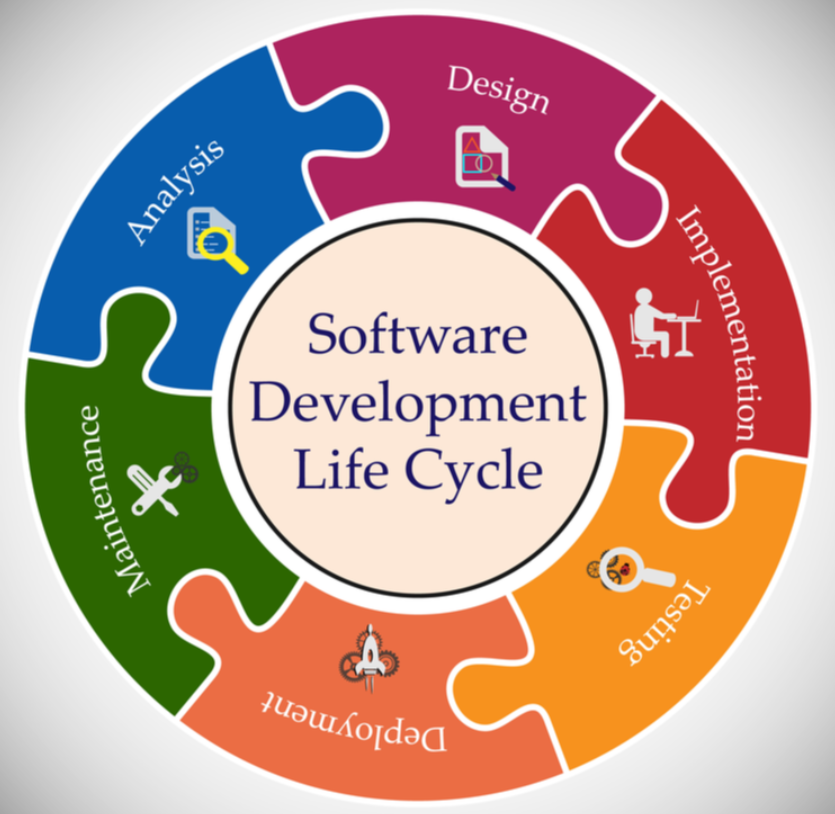 Software
Development
Life Cycle
Analysis
Design
Implementation
Testing
Deployment
Maintenance